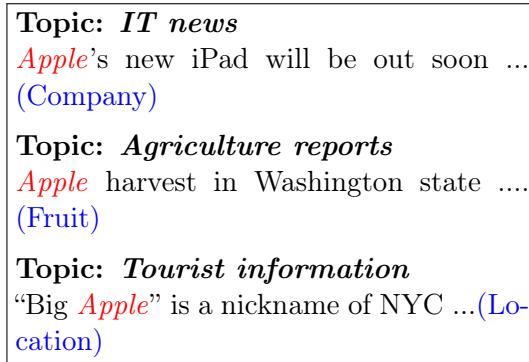 Topic: IT news
Apple's new iPad will be out soon ...
(Company)
Topic: Agriculture reports
Apple harvest in Washington state ....
(Fruit)
Topic: Tourist information
“Big Apple” is a nickname of NYC ...(Lo-
cation)